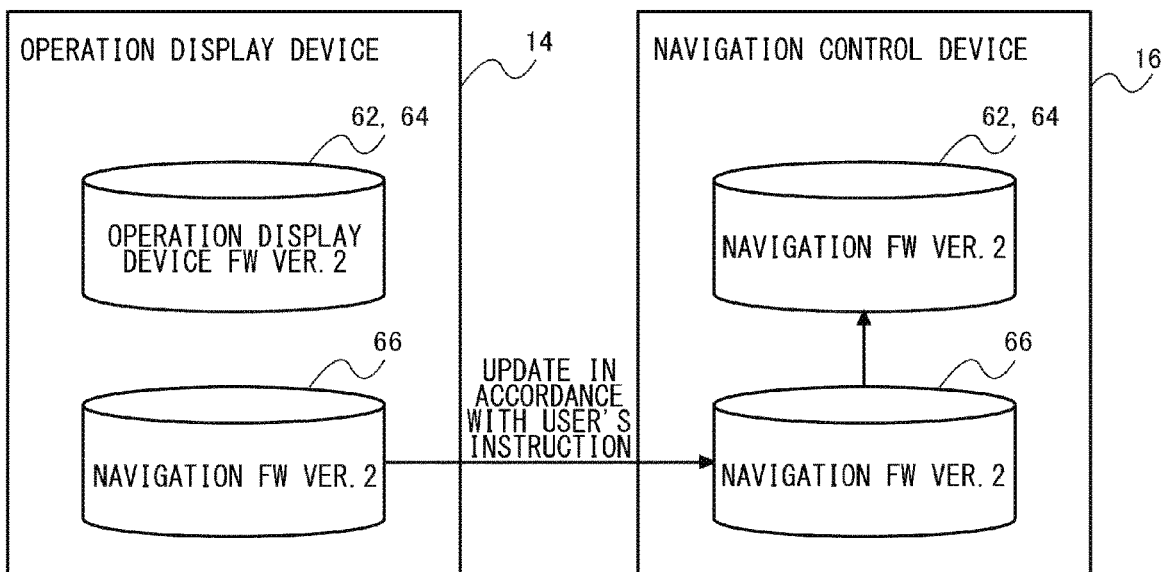 OPERATION DISPLAY DEVICE
14
62, 64
OPERATION DISPLAY
DEVICE FW VER.2
66
NAVIGATION FW VER.2
UPDATE IN
ACCORDANCE
WITH USER'S
INSTRUCTION
NAVIGATION CONTROL DEVICE
16
62, 64
NAVIGATION FW VER.2
66
NAVIGATION FW VER.2